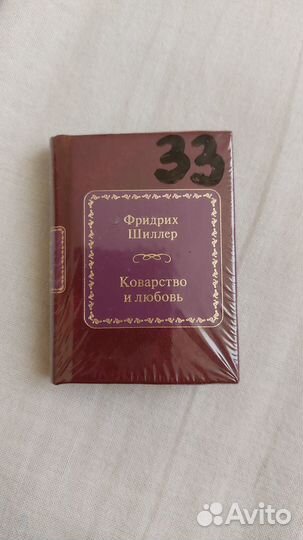 33
Фридрих
Шиллер
Коварство
и любовь
Avito